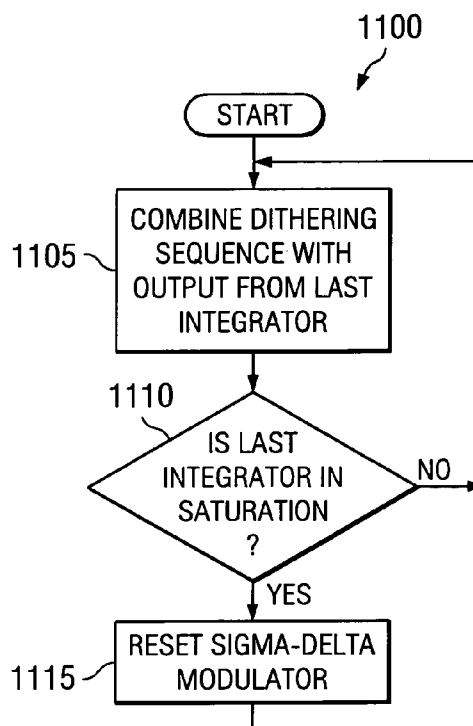 1100
START
1105
COMBINE DITHERING
SEQUENCE WITH
OUTPUT FROM LAST
INTEGRATOR
1110
IS LAST
INTEGRATOR IN
SATURATION
?
NO
YES
1115
RESET SIGMA-DELTA
MODULATOR